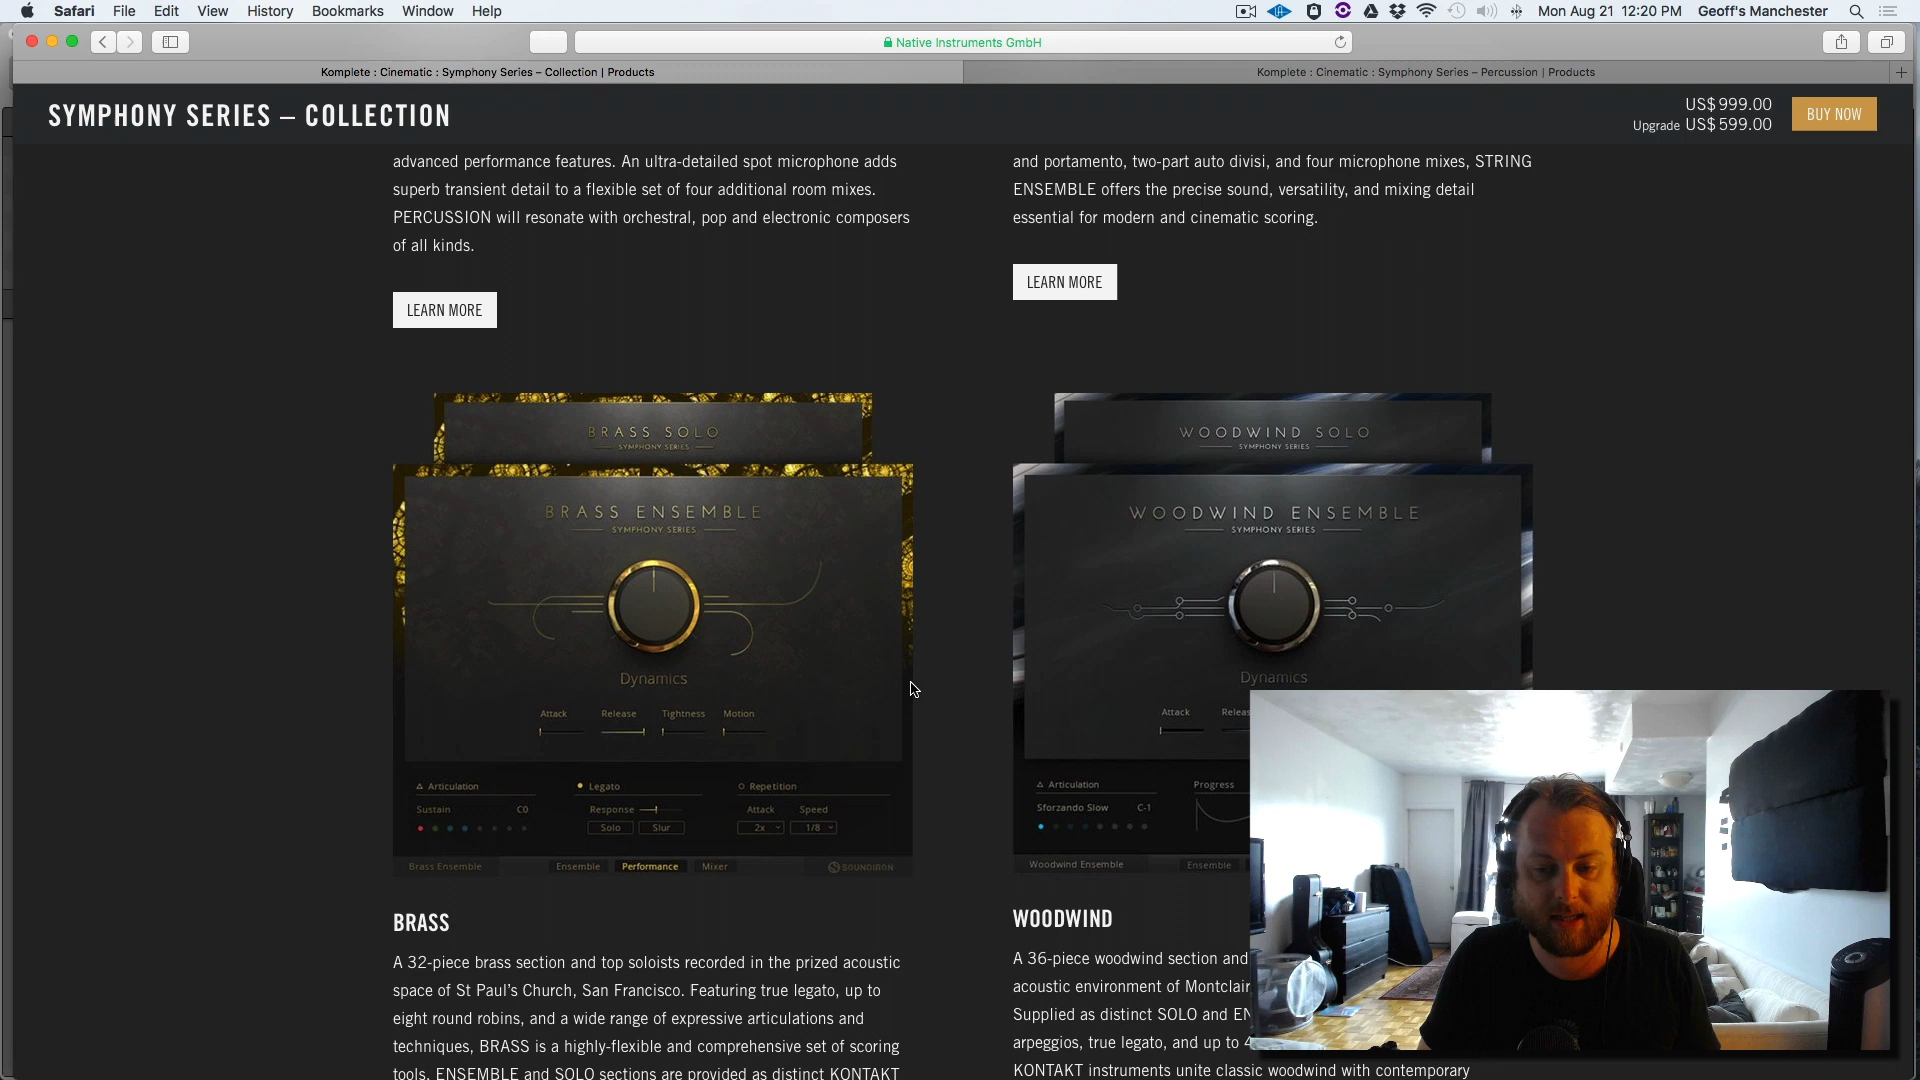 Safari File Edit View History Bookmarks Window Help
Mon Aug 21 12:20 PM Geoff's Manchester
Native Instruments GmbH
Komplete : Cinematic : Symphony Series – Collection | Products
Komplete : Cinematic : Symphony Series – Percussion | Products
SYMPHONY SERIES – COLLECTION
US$ 999.00
Upgrade US$ 599.00
BUY NOW
advanced performance features. An ultra-detailed spot microphone adds
superb transient detail to a flexible set of four additional room mixes.
PERCUSSION will resonate with orchestral, pop and electronic composers
of all kinds.
LEARN MORE
and portamento, two-part auto divisi, and four microphone mixes, STRING
ENSEMBLE offers the precise sound, versatility, and mixing detail
essential for modern and cinematic scoring.
LEARN MORE
BRASS SOLO
SYMPHONY SERIES
BRASS ENSEMBLE
SYMPHONY SERIES
Dynamics
Attack Release Tightness Motion
Articulation Legato Repetition
Sustain C0 Response Attack Speed
Solo Slur 2x 1/8
Brass Ensemble Ensemble Performance Mixer SOUNDIRON
WOODWIND SOLO
SYMPHONY SERIES
WOODWIND ENSEMBLE
SYMPHONY SERIES
Dynamics
Attack Releas
Articulation Progress
Sforzando Slow C-1
Woodwind Ensemble Ensemble
BRASS
A 32-piece brass section and top soloists recorded in the prized acoustic
space of St Paul's Church, San Francisco. Featuring true legato, up to
eight round robins, and a wide range of expressive articulations and
techniques, BRASS is a highly-flexible and comprehensive set of scoring
tools. ENSEMBLE and SOLO sections are provided as distinct KONTAKT
WOODWIND
A 36-piece woodwind section and
acoustic environment of Montclair
Supplied as distinct SOLO and EN
arpeggios, true legato, and up to 4
KONTAKT instruments unite classic woodwind with contemporary